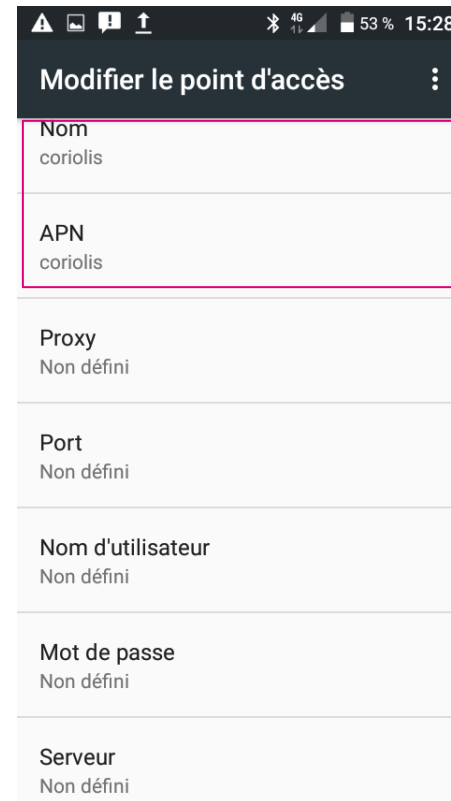 4G 53 % 15:28
Modifier le point d'accès
Nom
coriolis
APN
coriolis
Proxy
Non défini
Port
Non défini
Nom d'utilisateur
Non défini
Mot de passe
Non défini
Serveur
Non défini